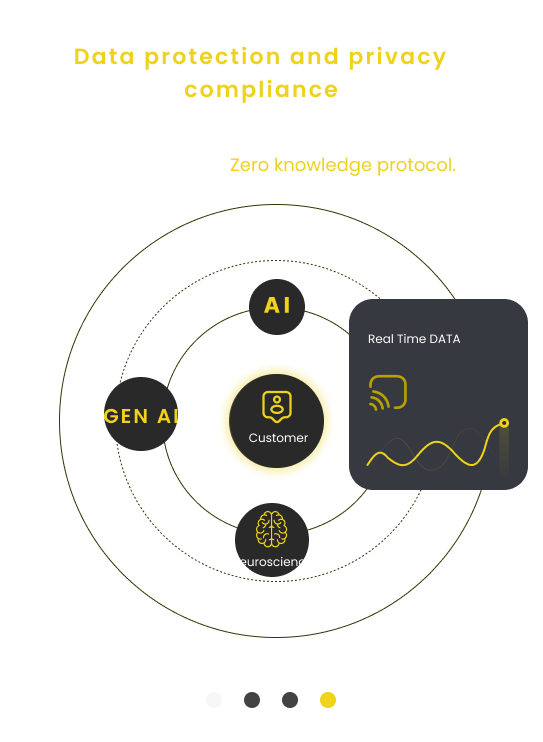 Data protection and privacy
compliance
Zero knowledge protocol.
AI
Real Time DATA
GEN AI
Customer
euroscienc